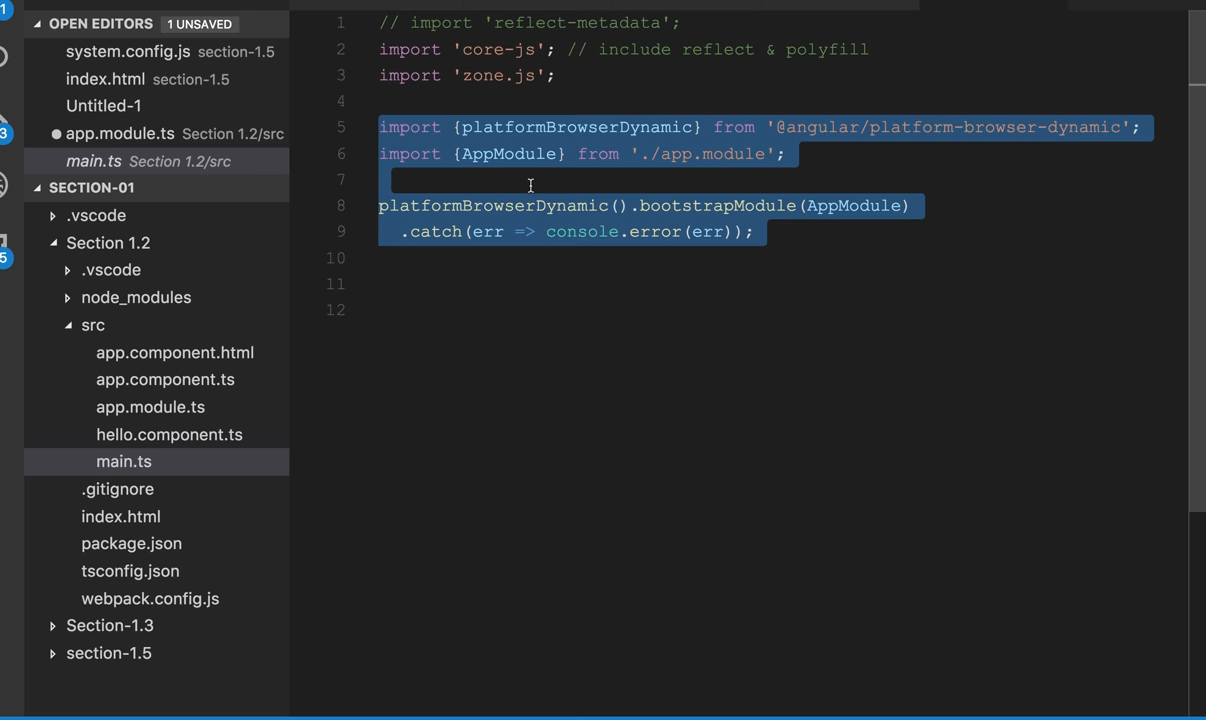 1
3
5
OPEN EDITORS 1 UNSAVED
system.config.js section-1.5
index.html section-1.5
Untitled-1
app.module.ts Section 1.2/src
main.ts Section 1.2/src
SECTION-01
.vscode
Section 1.2
.vscode
node_modules
src
app.component.html
app.component.ts
app.module.ts
hello.component.ts
main.ts
.gitignore
index.html
package.json
tsconfig.json
webpack.config.js
Section-1.3
section-1.5
1 // import 'reflect-metadata';
2 import 'core-js'; // include reflect & polyfill
3 import 'zone.js';
4
5 import {platformBrowserDynamic} from '@angular/platform-browser-dynamic';
6 import {AppModule} from './app.module';
7
8 platformBrowserDynamic().bootstrapModule(AppModule)
9 .catch(err => console.error(err));
10
11
12